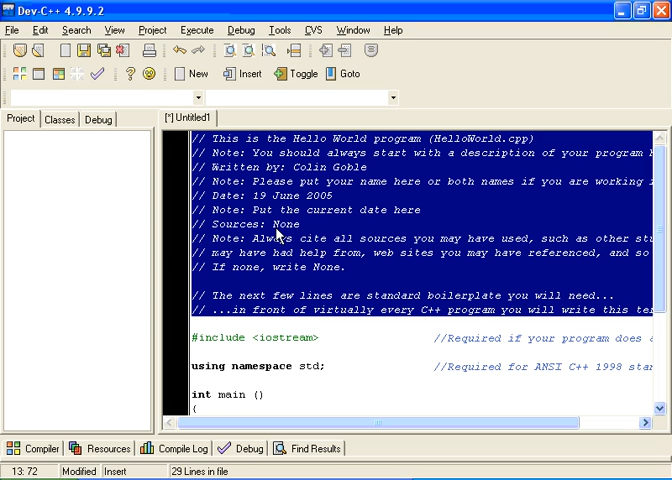 Dev-C++ 4.9.9.2
File Edit Search View Project Execute Debug Tools CVS Window Help
New Insert Toggle Goto
Project Classes Debug [*] Untitled1
// This is the Hello World program (HelloWorld.cpp)
// Note: You should always start with a description of your program
// Written by: Colin Goble
// Note: Please put your name here or both names if you are working
// Date: 19 June 2005
// Note: Put the current date here
// Sources: None
// Note: Always cite all sources you may have used, such as other
// may have had help from, web sites you may have referenced, and so
// If none, write None.
// The next few lines are standard boilerplate you will need...
// ...in front of virtually every C++ program you will write this
#include <iostream> //Required if your program does
using namespace std; //Required for ANSI C++ 1998
int main ()
{
Compiler Resources Compile Log Debug Find Results
13: 72 Modified Insert 29 Lines in file